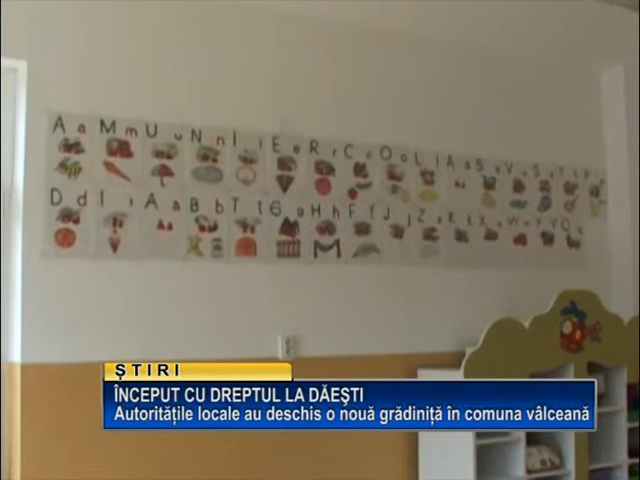 A a M m U u N n I i E e R r C c O o L l A a S s V v S T t P
D d I i A a B b T t G g H h F f J j Z z K k X x W w Y y Q
ŞTIRI
ÎNCEPUT CU DREPTUL LA DĂEŞTI
Autorităţile locale au deschis o nouă grădiniţă în comuna vâlceană